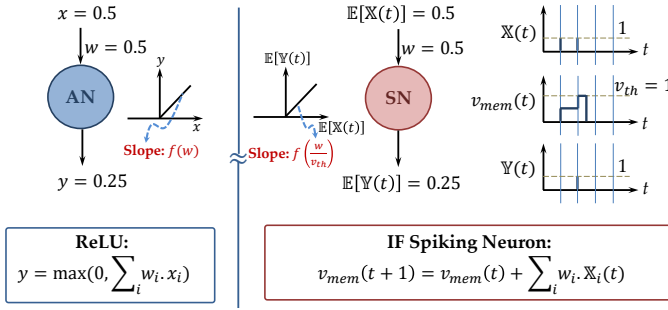 x = 0.5
w = 0.5
AN
y
x
Slope: f(w)
y = 0.25
ReLU:
y = max(0, ∑_i w_i. x_i)
𝔼[𝕏(t)] = 0.5
w = 0.5
𝔼[𝕐(t)]
SN
𝔼[𝕏(t)]
Slope: f(w/v_th)
𝔼[𝕐(t)] = 0.25
𝕏(t)
1
t
v_mem(t)
v_th = 1
t
𝕐(t)
1
t
IF Spiking Neuron:
v_mem(t + 1) = v_mem(t) + ∑_i w_i. 𝕏_i(t)